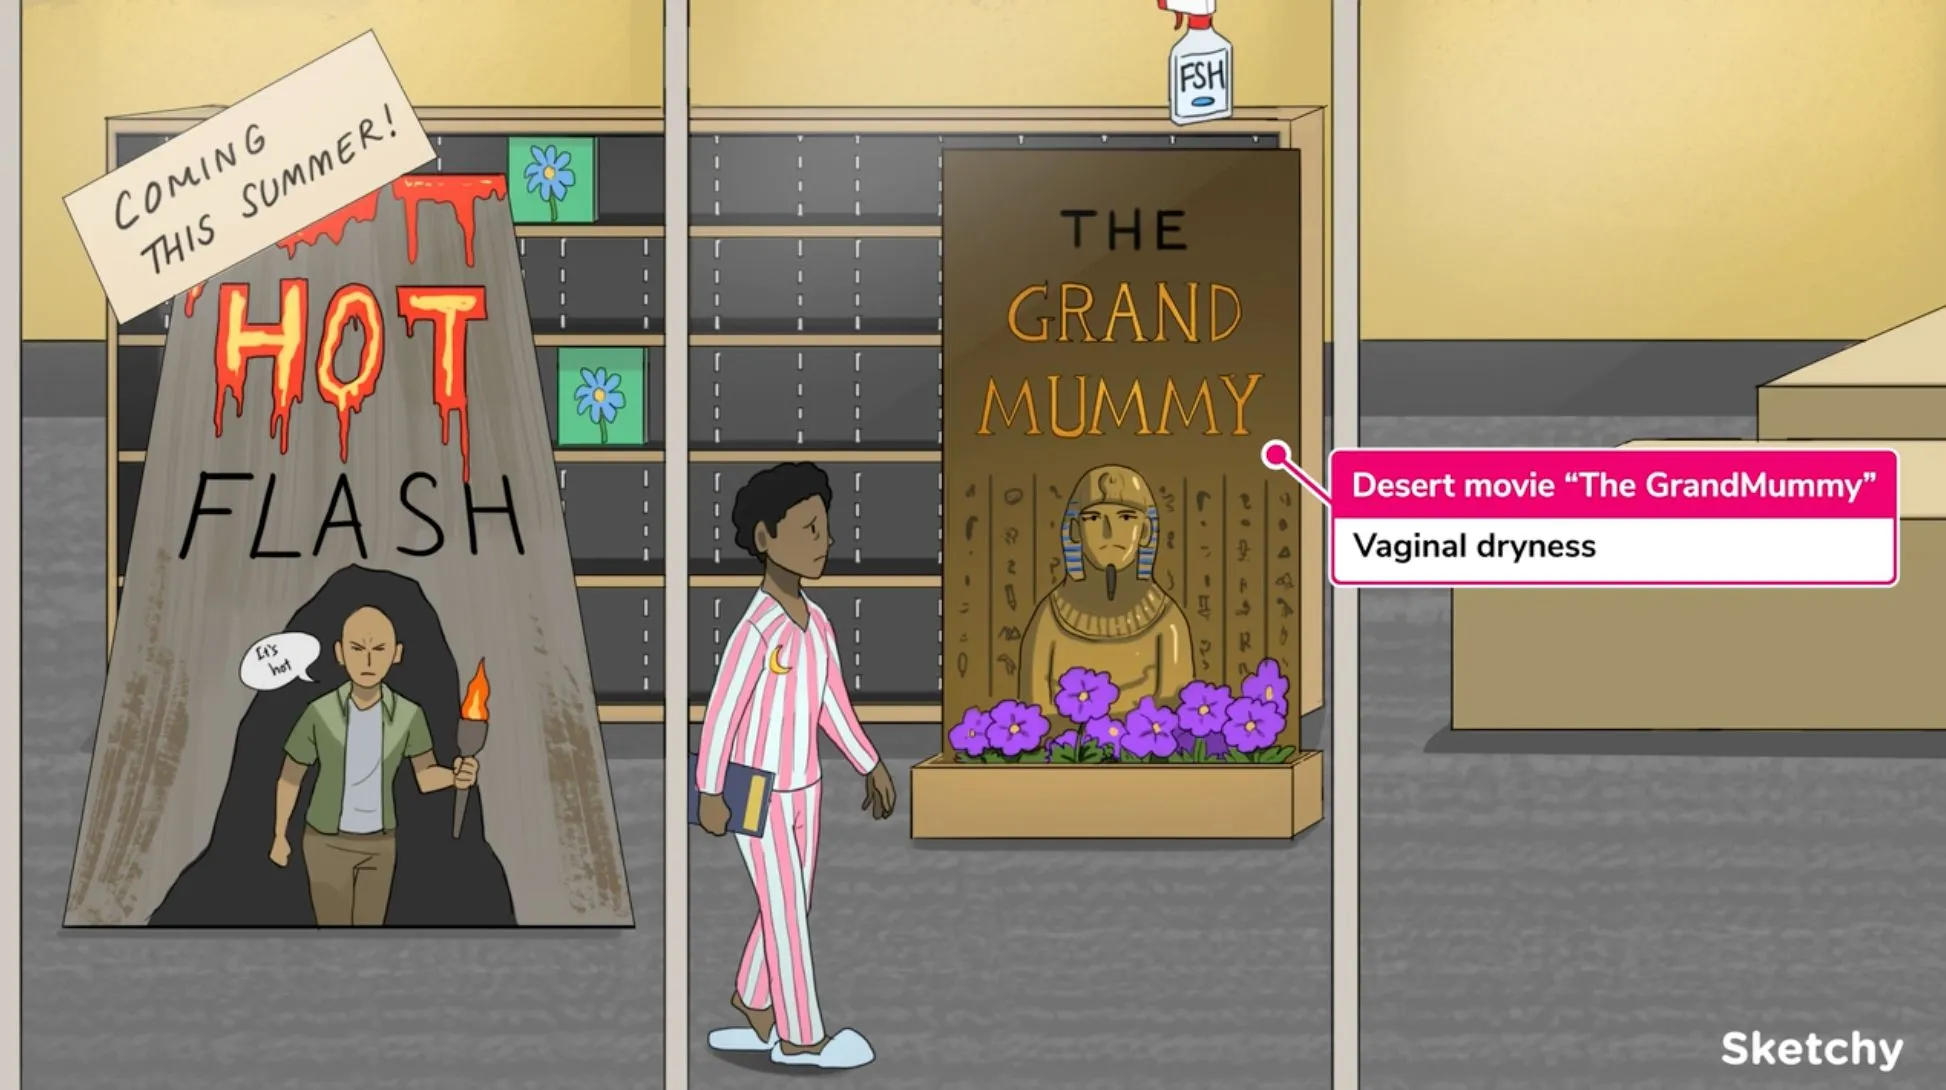 COMING
THIS SUMMER!
HOT
FLASH
It's
hot
FSH
THE
GRAND
MUMMY
Desert movie “The GrandMummy”
Vaginal dryness
Sketchy